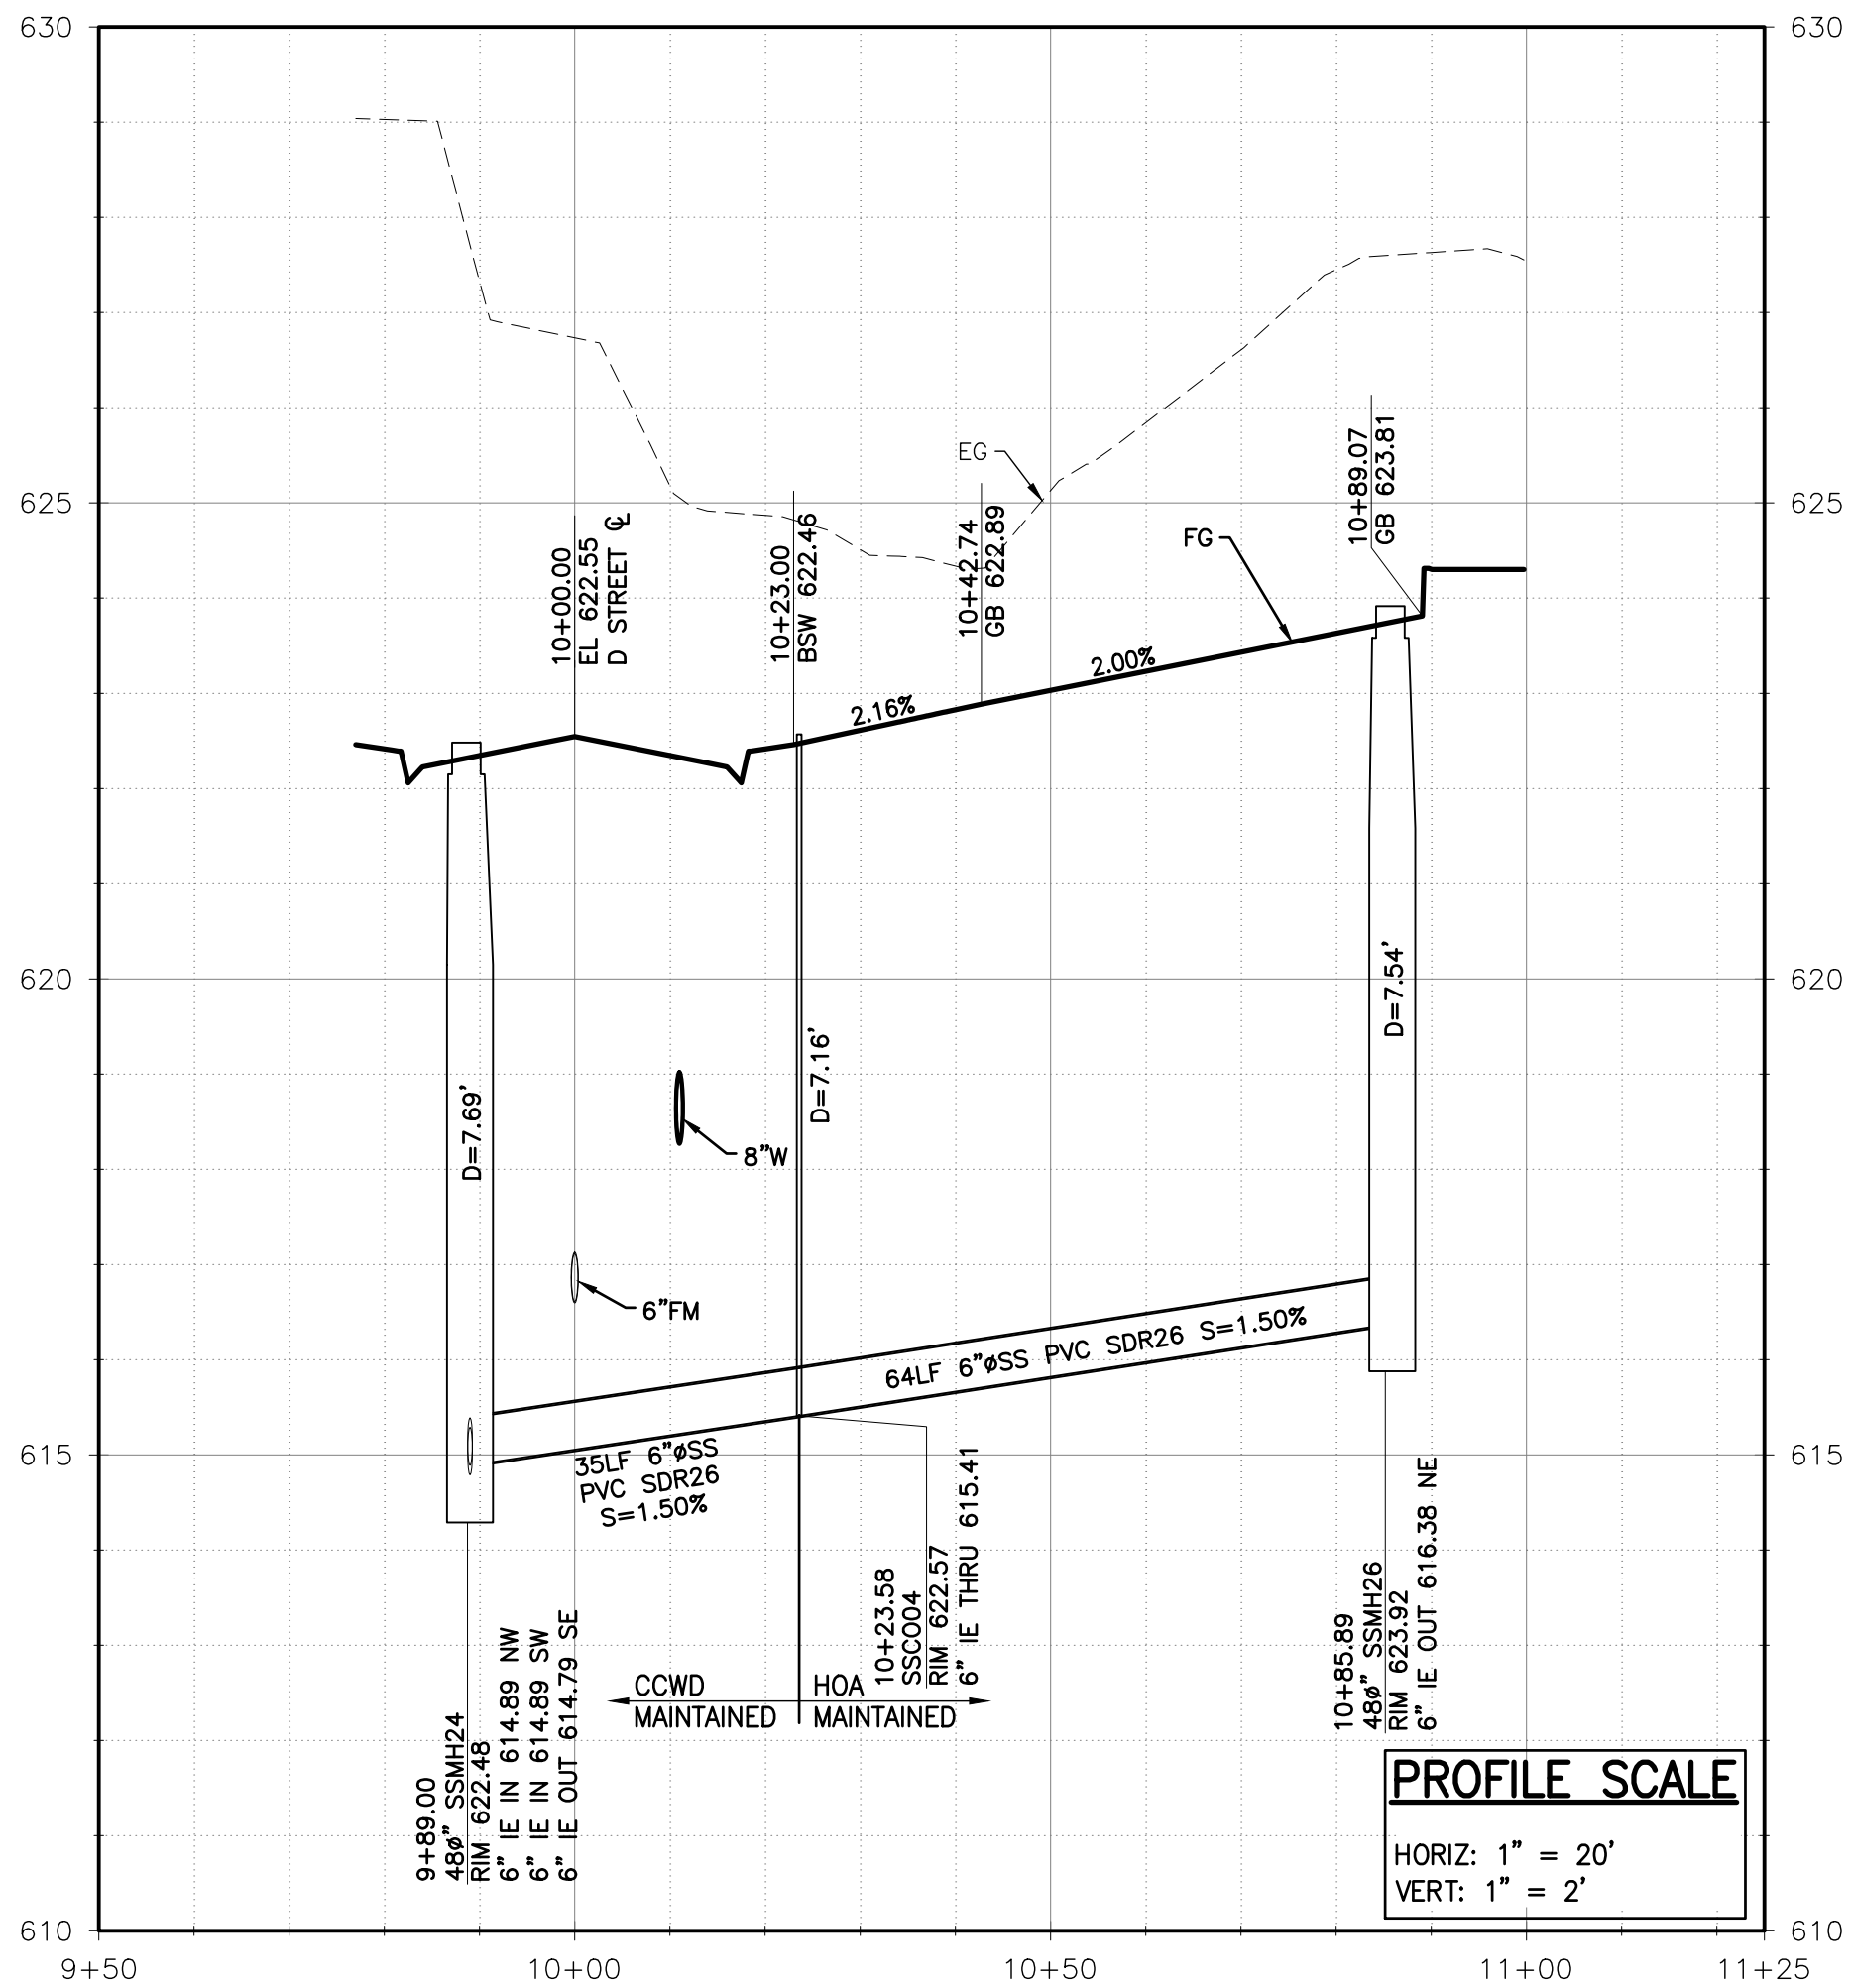 630
630
625
625
620
620
615
615
610
610
9+50
10+00
10+50
11+00
11+25
10+00.00
EL 622.55
D STREET ℄
10+23.00
BSW 622.46
10+42.74
GB 622.89
10+89.07
GB 623.81
EG
FG
2.16%
2.00%
D=7.69'
D=7.16'
D=7.54'
8"W
6"FM
64LF 6"øSS PVC SDR26 S=1.50%
35LF 6"øSS
PVC SDR26
S=1.50%
10+23.58
SSCO04
RIM 622.57
6" IE THRU 615.41
CCWD
MAINTAINED
HOA
MAINTAINED
9+89.00
48ø" SSMH24
RIM 622.48
6" IE IN 614.89 NW
6" IE IN 614.89 SW
6" IE OUT 614.79 SE
10+85.89
48ø" SSMH26
RIM 623.92
6" IE OUT 616.38 NE
PROFILE SCALE
HORIZ: 1" = 20'
VERT: 1" = 2'